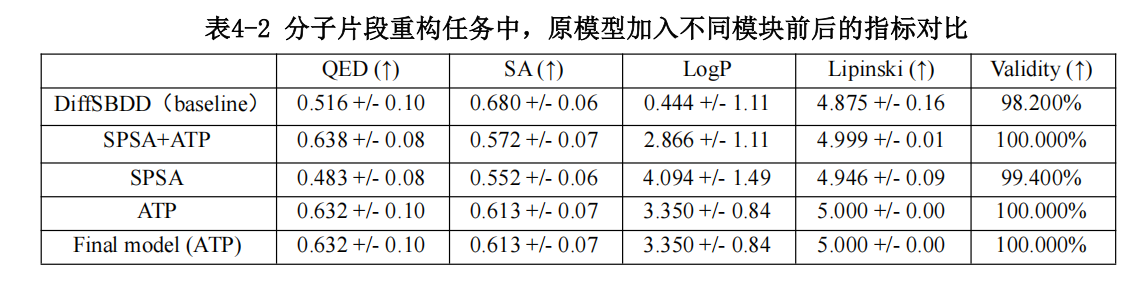 表4-2 分子片段重构任务中，原模型加入不同模块前后的指标对比
QED (↑) SA (↑) LogP Lipinski (↑) Validity (↑)
DiffSBDD（baseline） 0.516 +/- 0.10 0.680 +/- 0.06 0.444 +/- 1.11 4.875 +/- 0.16 98.200%
SPSA+ATP 0.638 +/- 0.08 0.572 +/- 0.07 2.866 +/- 1.11 4.999 +/- 0.01 100.000%
SPSA 0.483 +/- 0.08 0.552 +/- 0.06 4.094 +/- 1.49 4.946 +/- 0.09 99.400%
ATP 0.632 +/- 0.10 0.613 +/- 0.07 3.350 +/- 0.84 5.000 +/- 0.00 100.000%
Final model (ATP) 0.632 +/- 0.10 0.613 +/- 0.07 3.350 +/- 0.84 5.000 +/- 0.00 100.000%